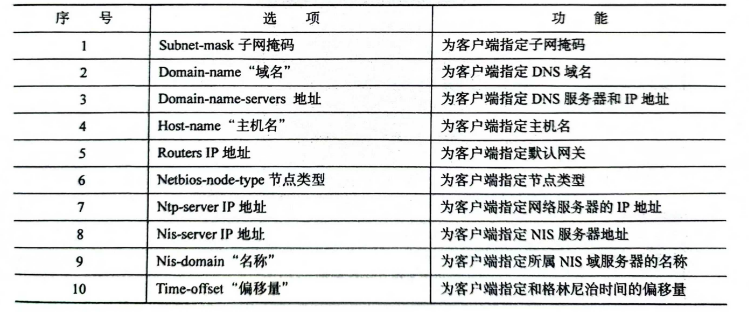 序 号 选 项 功 能
1 Subnet-mask 子网掩码 为客户端指定子网掩码
2 Domain-name “域名” 为客户端指定 DNS 域名
3 Domain-name-servers 地址 为客户端指定 DNS 服务器和 IP 地址
4 Host-name “主机名” 为客户端指定主机名
5 Routers IP 地址 为客户端指定默认网关
6 Netbios-node-type 节点类型 为客户端指定节点类型
7 Ntp-server IP 地址 为客户端指定网络服务器的 IP 地址
8 Nis-server IP 地址 为客户端指定 NIS 服务器地址
9 Nis-domain “名称” 为客户端指定所属 NIS 域服务器的名称
10 Time-offset “偏移量” 为客户端指定和格林尼治时间的偏移量